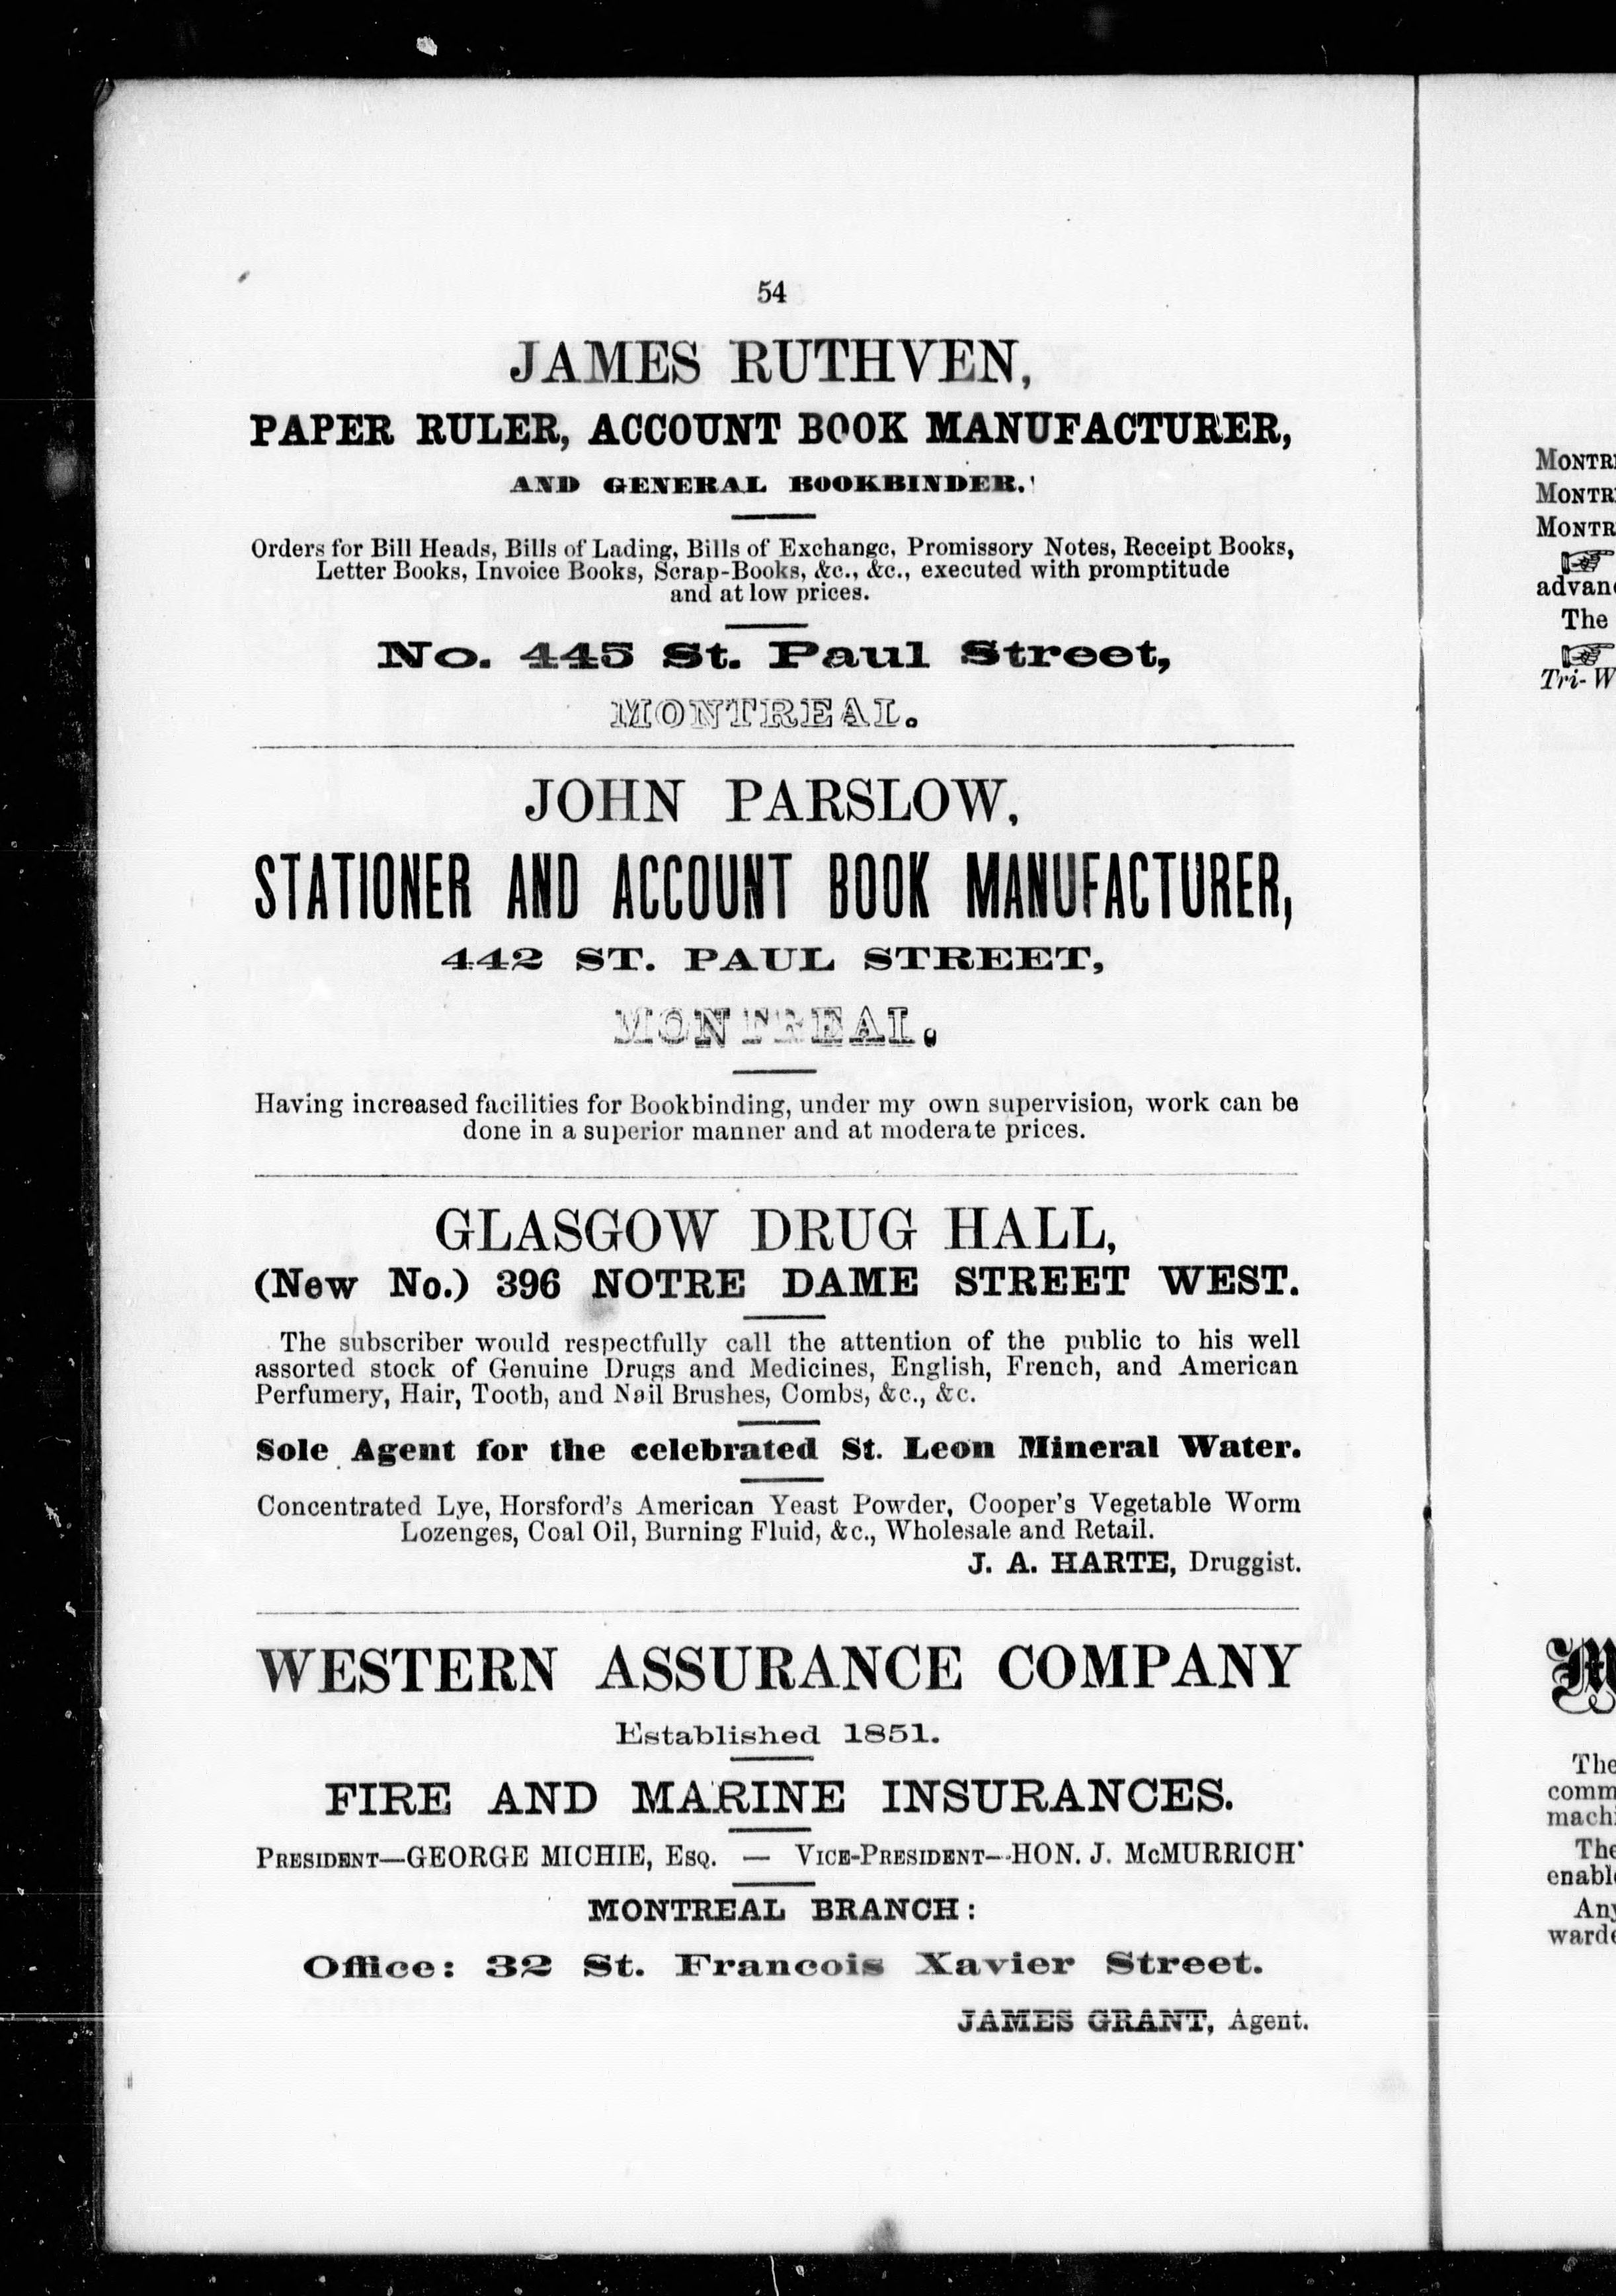 54
JAMES RUTHVEN,
PAPER RULER, ACCOUNT BOOK MANUFACTURER,
AND GENERAL BOOKBINDER.
Orders for Bill Heads, Bills of Lading, Bills of Exchange, Promissory Notes, Receipt Books,
Letter Books, Invoice Books, Scrap-Books, &c., &c., executed with promptitude
and at low prices.
No. 445 St. Paul Street,
MONTREAL.
JOHN PARSLOW,
STATIONER AND ACCOUNT BOOK MANUFACTURER,
442 ST. PAUL STREET,
MONTREAL.
Having increased facilities for Bookbinding, under my own supervision, work can be
done in a superior manner and at moderate prices.
GLASGOW DRUG HALL,
(New No.) 396 NOTRE DAME STREET WEST.
The subscriber would respectfully call the attention of the public to his well
assorted stock of Genuine Drugs and Medicines, English, French, and American
Perfumery, Hair, Tooth, and Nail Brushes, Combs, &c., &c.
Sole Agent for the celebrated St. Leon Mineral Water.
Concentrated Lye, Horsford's American Yeast Powder, Cooper's Vegetable Worm
Lozenges, Coal Oil, Burning Fluid, &c., Wholesale and Retail.
J. A. HARTE, Druggist.
WESTERN ASSURANCE COMPANY
Established 1851.
FIRE AND MARINE INSURANCES.
PRESIDENT—GEORGE MICHIE, ESQ. — VICE-PRESIDENT—HON. J. McMURRICH
MONTREAL BRANCH:
Office: 32 St. Francois Xavier Street.
JAMES GRANT, Agent.
The
Tri-W
The
The
Any